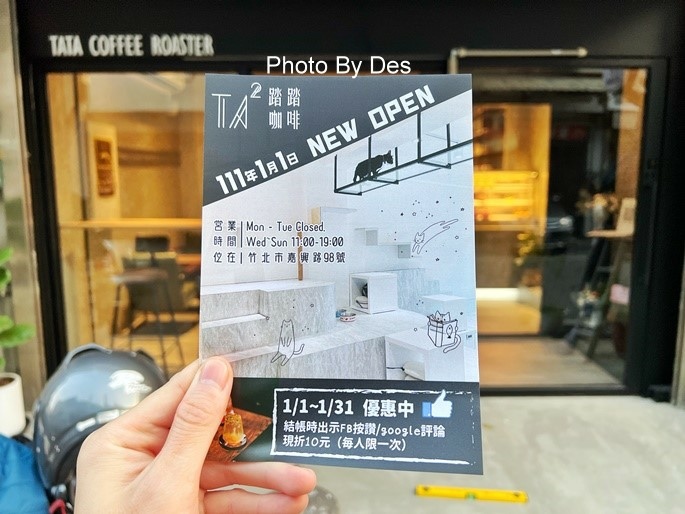 TATA COFFEE ROASTER
Photo By Des
TA² 踏踏咖啡
NEW OPEN
111年1月1日
營業時間 Mon - Tue Closed.
Wed~Sun 11:00-19:00
位在 竹北市嘉興路98號
1/1~1/31 優惠中
結帳時出示FB按讚/google評論
現折10元（每人限一次）